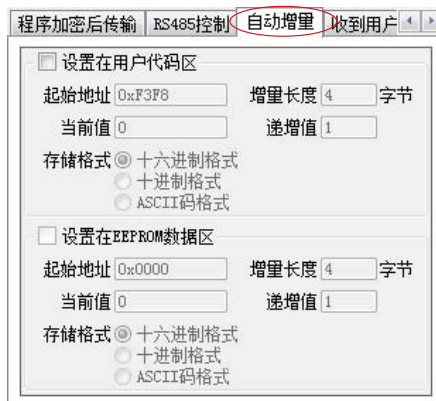 程序加密后传输 RS485控制 自动增量 收到用户
设置在用户代码区
起始地址 0xF3F8 增量长度 4 字节
当前值 0 递增值 1
存储格式 十六进制格式
十进制格式
ASCII码格式
设置在EEPROM数据区
起始地址 0x0000 增量长度 4 字节
当前值 0 递增值 1
存储格式 十六进制格式
十进制格式
ASCII码格式